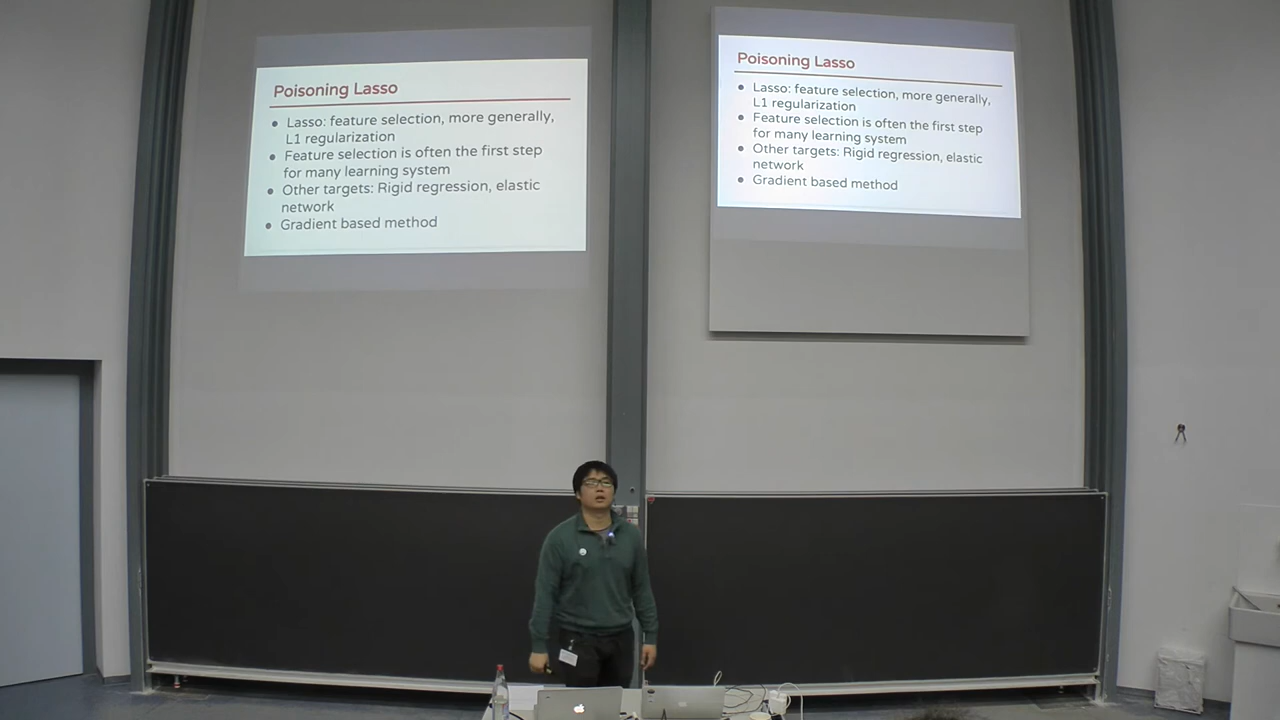 Poisoning Lasso
● Lasso: feature selection, more generally,
L1 regularization
● Feature selection is often the first step
for many learning system
● Other targets: Rigid regression, elastic
network
● Gradient based method
Poisoning Lasso
● Lasso: feature selection, more generally,
L1 regularization
● Feature selection is often the first step
for many learning system
● Other targets: Rigid regression, elastic
network
● Gradient based method